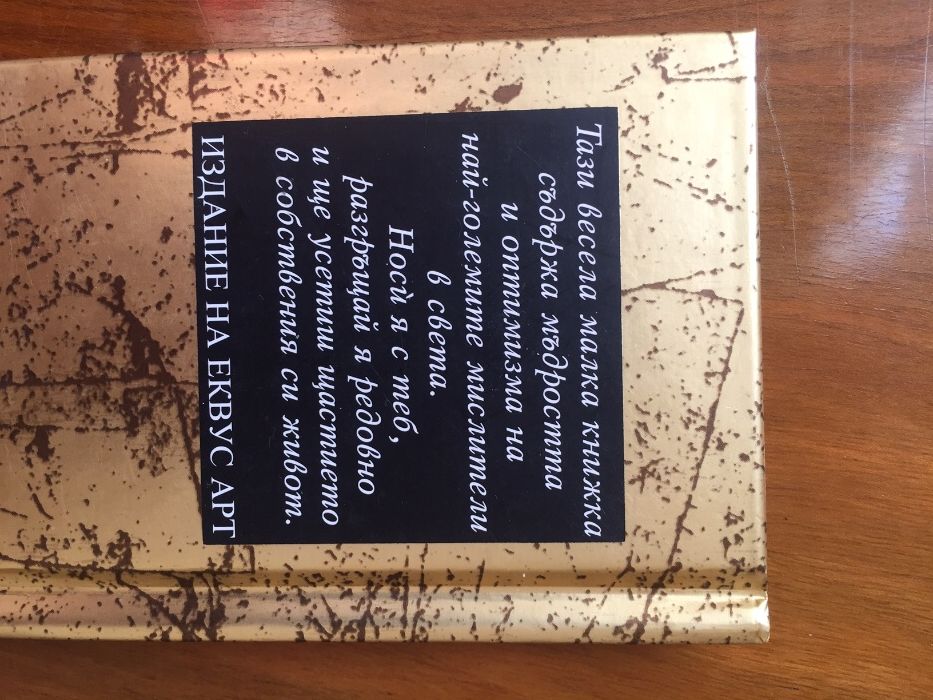 Тази весела малка книжка
съдържа мъдростта
и оптимизма на
най-големите мислители
в света.
Носѝ я с теб,
разгръщай я редовно
и ще усетиш щастието
в собствения си живот.
ИЗДАНИЕ НА ЕКВУС АРТ